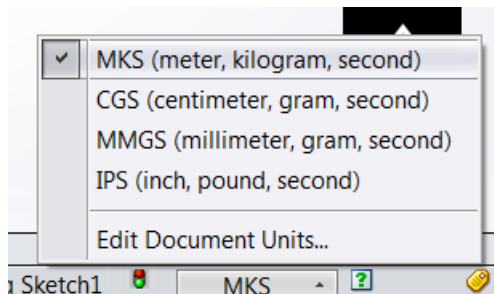 MKS (meter, kilogram, second)
CGS (centimeter, gram, second)
MMGS (millimeter, gram, second)
IPS (inch, pound, second)
Edit Document Units...
g Sketch1 MKS ?